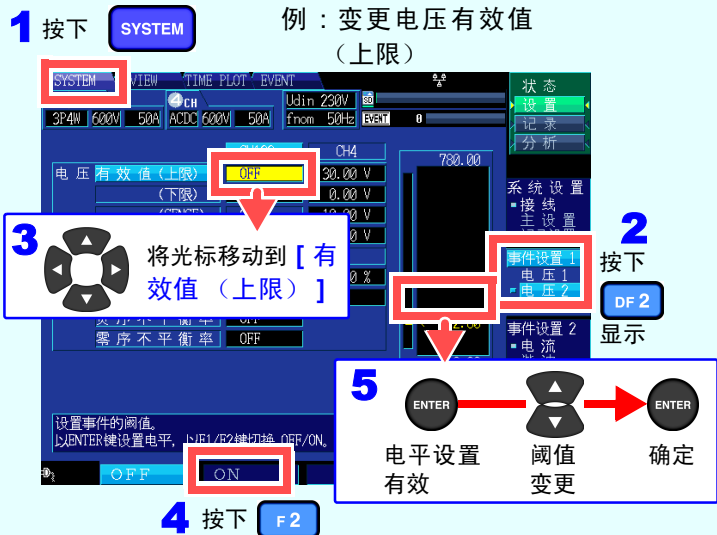 1 按下 SYSTEM
例：变更电压有效值
（上限）
SYSTEM VIEW TIME PLOT EVENT
4CH
Udin 230V SD
3P4W 600V 50A ACDC 600V 50A fnom 50Hz EVENT 0
状态
设置
记录
分析
CH4
780.00
电压 有效值(上限) OFF 30.00 V
(下限) 0.00 V
系统设置
接线
主设置
3
将光标移动到 [ 有
效值 （上限） ]
2
按下
DF 2
显示
事件设置 1
电压1
电压2
事件设置 2
电流
零序不平衡率 OFF
设置事件的阈值。
以ENTER键设置电平，以F1/F2键切换 OFF/ON。
OFF ON
4 按下 F 2
5
ENTER ENTER
电平设置
有效
阈值
变更
确定